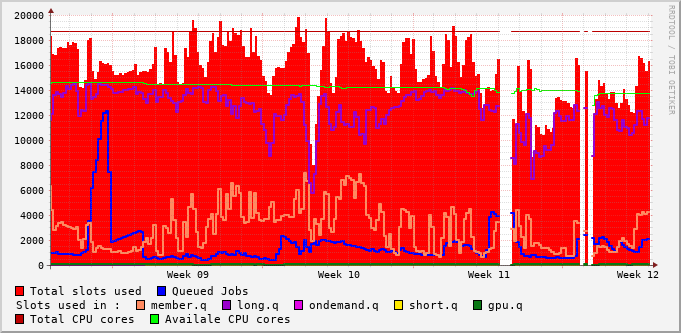 20000
18000
16000
14000
12000
10000
8000
6000
4000
2000
0
Week 09 Week 10 Week 11 Week 12
RRDTOOL / TOBI OETIKER
Total slots used Queued Jobs
Slots used in : member.q long.q ondemand.q short.q gpu.q
Total CPU cores Availale CPU cores